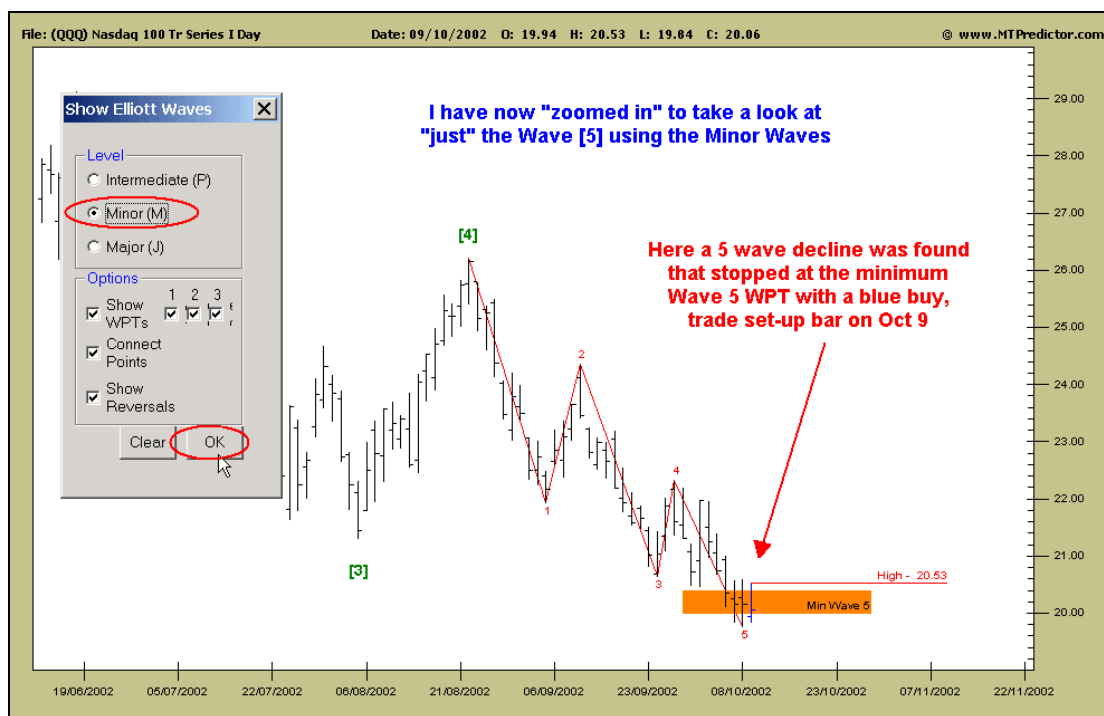 File: (QQQ) Nasdaq 100 Tr Series I Day Date: 09/10/2002 O: 19.94 H: 20.53 L: 19.84 C: 20.06 @ www.MTPredictor.com
Show Elliott Waves
Level
Intermediate (P)
Minor (M)
Major (J)
Options
1 2 3
Show
WPTs
Connect
Points
Show
Reversals
Clear OK
I have now "zoomed in" to take a look at
"just" the Wave [5] using the Minor Waves
Here a 5 wave decline was found
that stopped at the minimum
Wave 5 WPT with a blue buy,
trade set-up bar on Oct 9
[4]
2
1
4
[3]
3
High - 20.53
Min Wave 5
5
29.00
28.00
27.00
26.00
25.00
24.00
23.00
22.00
21.00
20.00
19/06/2002 05/07/2002 22/07/2002 06/08/2002 21/08/2002 06/09/2002 23/09/2002 08/10/2002 23/10/2002 07/11/2002 22/11/2002